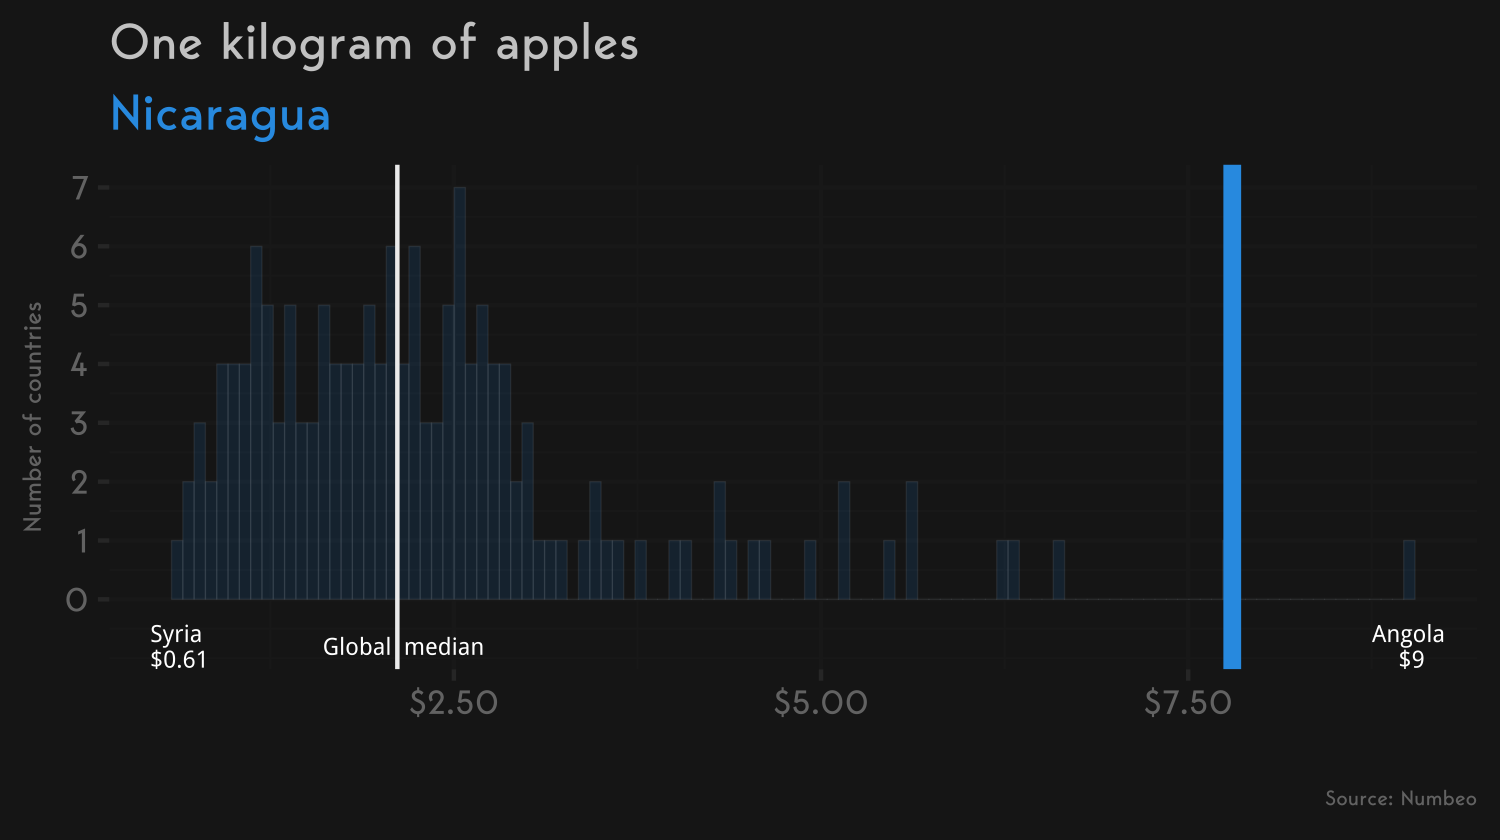 One kilogram of apples
Nicaragua
Number of countries
7
6
5
4
3
2
1
0
Syria
$0.61
Global median
Angola
$9
$2.50
$5.00
$7.50
Source: Numbeo